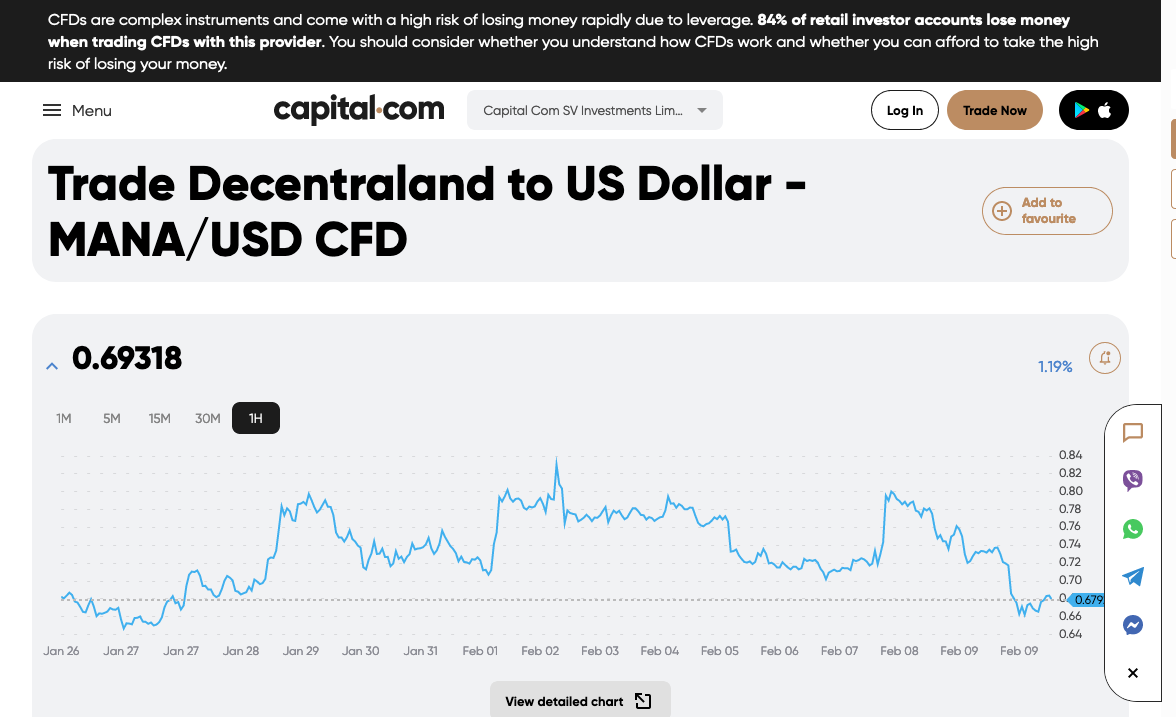 CFDs are complex instruments and come with a high risk of losing money rapidly due to leverage. 84% of retail investor accounts lose money
when trading CFDs with this provider. You should consider whether you understand how CFDs work and whether you can afford to take the high
risk of losing your money.
Menu
capital.com
Capital Com SV Investments Lim...
Log In
Trade Now
Trade Decentraland to US Dollar -
MANA/USD CFD
Add to
favourite
0.69318
1.19%
1M 5M 15M 30M 1H
0.84
0.82
0.80
0.78
0.76
0.74
0.72
0.70
0.679
0.66
0.64
Jan 26 Jan 27 Jan 27 Jan 28 Jan 29 Jan 30 Jan 31 Feb 01 Feb 02 Feb 03 Feb 04 Feb 05 Feb 06 Feb 07 Feb 08 Feb 09 Feb 09
View detailed chart